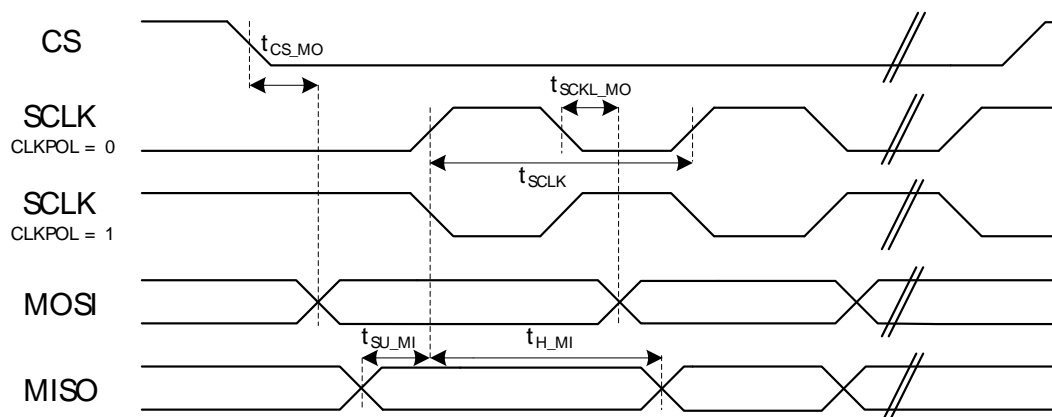 CS
tCS_MO
SCLK
CLKPOL = 0
tSCKL_MO
tSCLK
SCLK
CLKPOL = 1
MOSI
tSU_MI
tH_MI
MISO